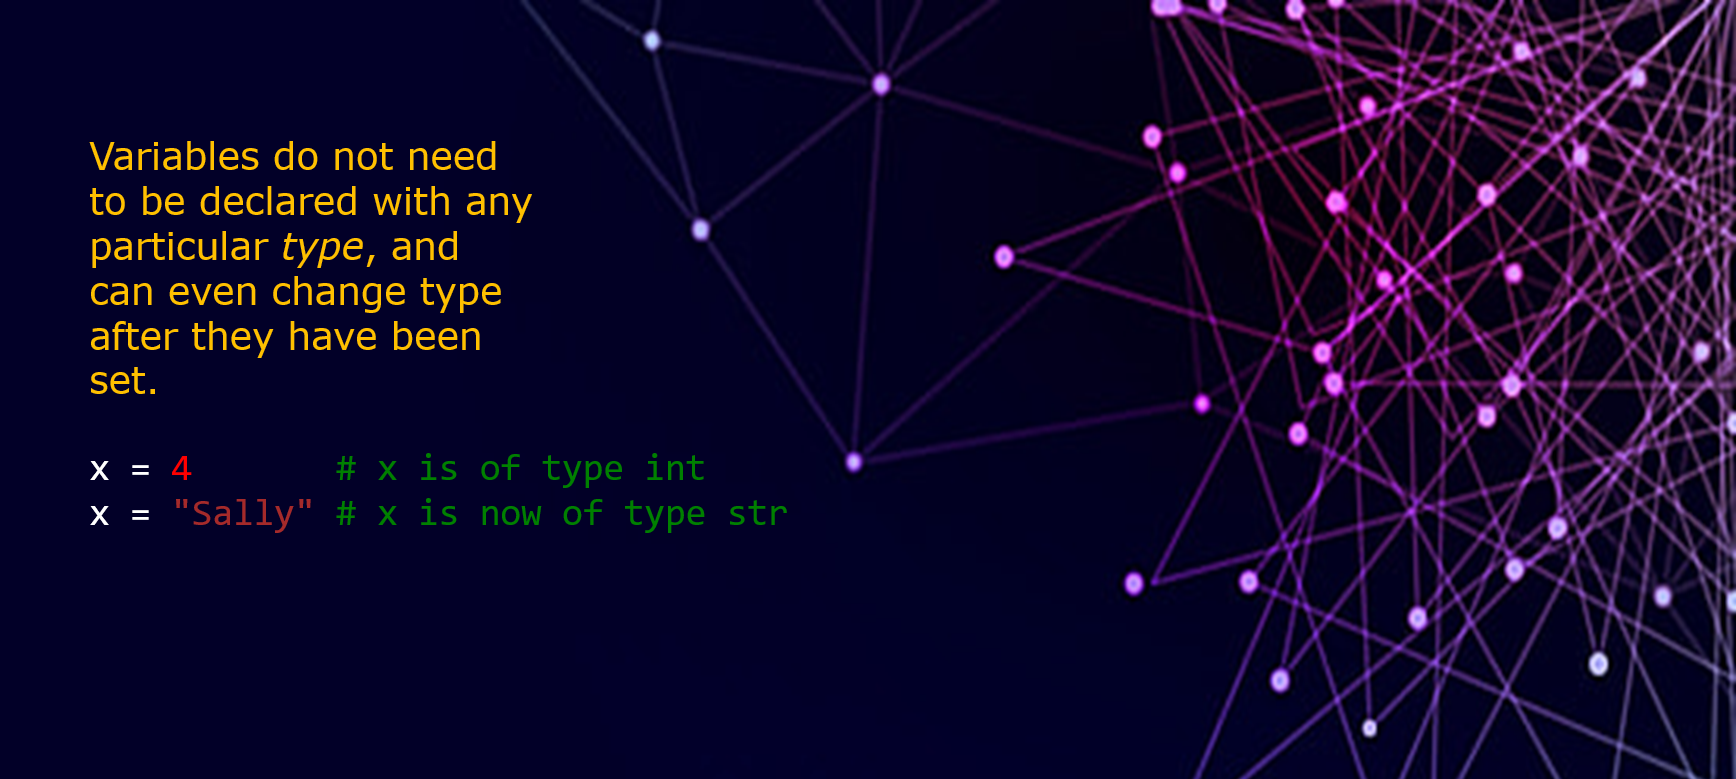 Variables do not need
to be declared with any
particular type, and
can even change type
after they have been
set.
x = 4       # x is of type int
x = "Sally" # x is now of type str